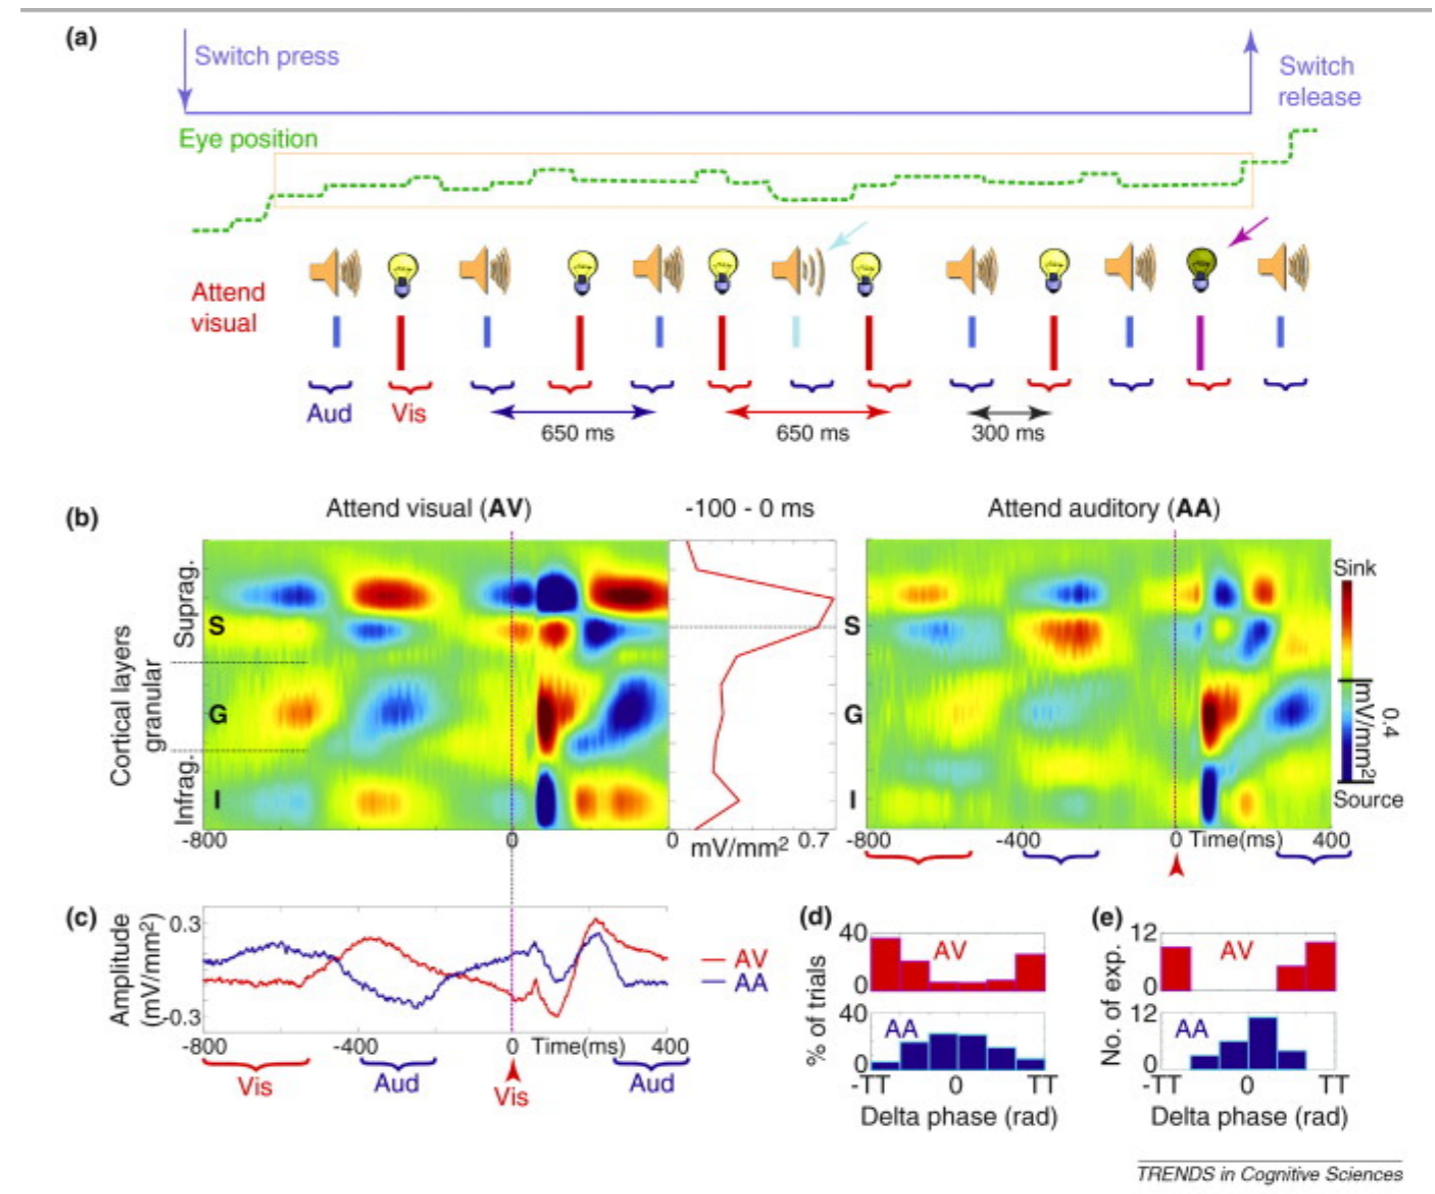 (a)
Switch press
Switch
release
Eye position
Attend
visual
Aud
Vis
650 ms
650 ms
300 ms
(b)
Attend visual (AV)
-100 - 0 ms
Attend auditory (AA)
Cortical layers
Suprag.
granular
Infrag.
S
G
I
S
G
I
Sink
0.4
mV/mm2
Source
-800
0
0
mV/mm2
0.7
-800
-400
0
Time(ms)
400
(c)
Amplitude
(mV/mm2)
0.3
-0.3
-800
-400
0
Time(ms)
400
Vis
Aud
Vis
Aud
AV
AA
(d)
% of trials
40
AV
0
40
AA
0
-TT
0
TT
Delta phase (rad)
(e)
No. of exp.
12
AV
0
12
AA
0
-TT
0
TT
Delta phase (rad)
TRENDS in Cognitive Sciences